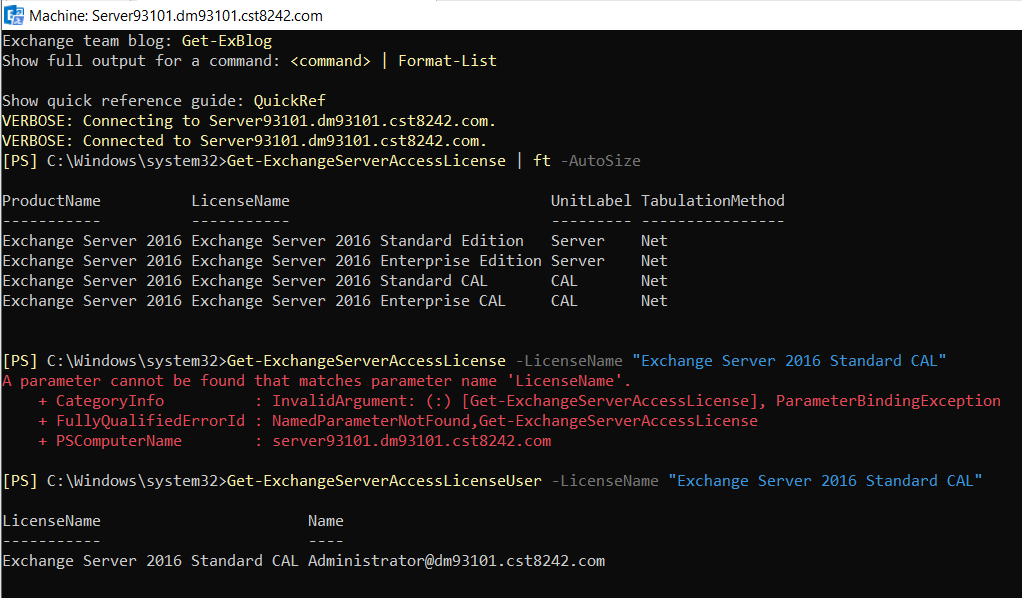 Machine: Server93101.dm93101.cst8242.com
Exchange team blog: Get-ExBlog
Show full output for a command: <command> | Format-List
Show quick reference guide: QuickRef
VERBOSE: Connecting to Server93101.dm93101.cst8242.com.
VERBOSE: Connected to Server93101.dm93101.cst8242.com.
[PS] C:\Windows\system32>Get-ExchangeServerAccessLicense | ft -AutoSize
ProductName          LicenseName                             UnitLabel TabulationMethod
-----------          -----------                             --------- ----------------
Exchange Server 2016 Exchange Server 2016 Standard Edition   Server    Net
Exchange Server 2016 Exchange Server 2016 Enterprise Edition Server    Net
Exchange Server 2016 Exchange Server 2016 Standard CAL       CAL       Net
Exchange Server 2016 Exchange Server 2016 Enterprise CAL     CAL       Net
[PS] C:\Windows\system32>Get-ExchangeServerAccessLicense -LicenseName "Exchange Server 2016 Standard CAL"
A parameter cannot be found that matches parameter name 'LicenseName'.
    + CategoryInfo          : InvalidArgument: (:) [Get-ExchangeServerAccessLicense], ParameterBindingException
    + FullyQualifiedErrorId : NamedParameterNotFound,Get-ExchangeServerAccessLicense
    + PSComputerName        : server93101.dm93101.cst8242.com
[PS] C:\Windows\system32>Get-ExchangeServerAccessLicenseUser -LicenseName "Exchange Server 2016 Standard CAL"
LicenseName                       Name
-----------                       ----
Exchange Server 2016 Standard CAL Administrator@dm93101.cst8242.com